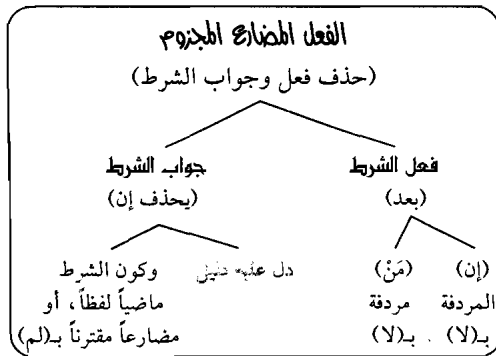 الفعل المضارع المجزوم
(حذف فعل وجواب الشرط)
فعل الشرط
(بعد)
جواب الشرط
(يحذف إن)
(إن)
المردفة
بـ(لا)
(مَنْ)
مردفة
بـ(لا)
دل عليه دليل
وكون الشرط
ماضياً لفظاً، أو
مضارعاً مقترناً بـ(لم)